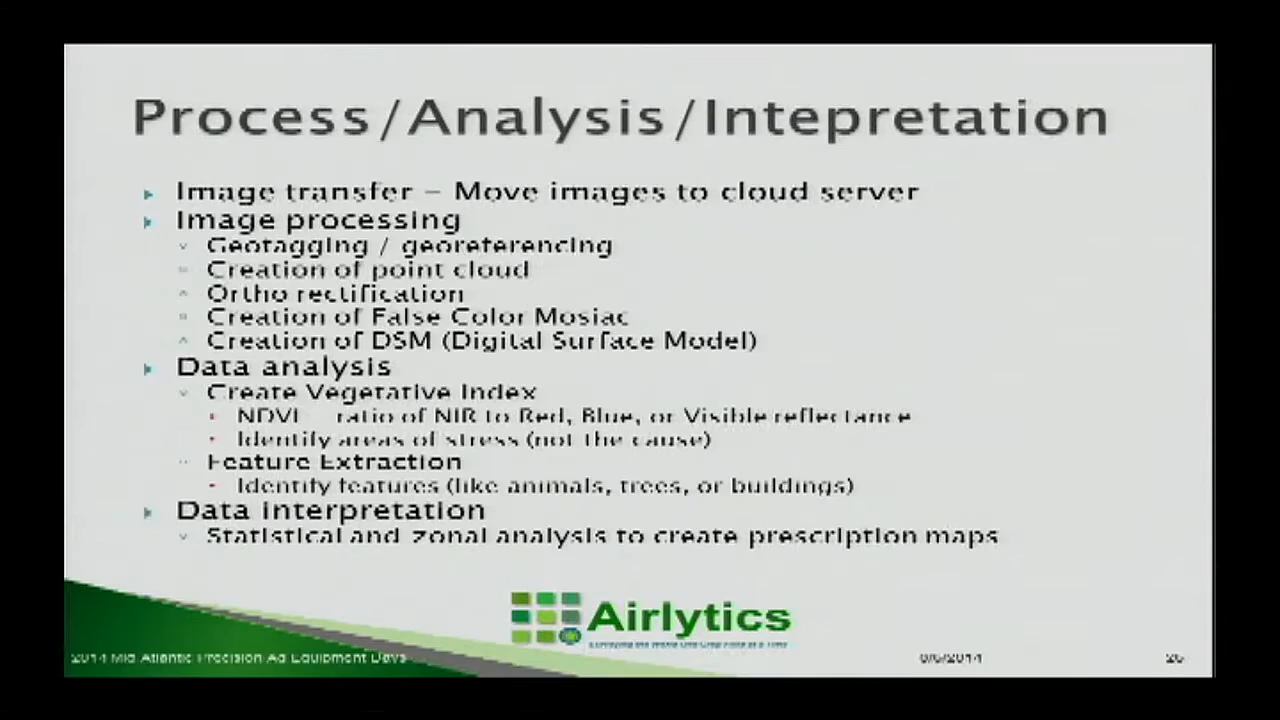 Process/Analysis/Intepretation
Image transfer – Move images to cloud server
Image processing
Geotagging / georeferencing
Creation of point cloud
Ortho rectification
Creation of False Color Mosiac
Creation of DSM (Digital Surface Model)
Data analysis
Create Vegetative Index
NDVI – ratio of NIR to Red, Blue, or Visible reflectance
Identify areas of stress (not the cause)
Feature Extraction
Identify features (like animals, trees, or buildings)
Data interpretation
Statistical and zonal analysis to create prescription maps
Airlytics
2014 Mid Atlantic Precision Ag Equipment Days